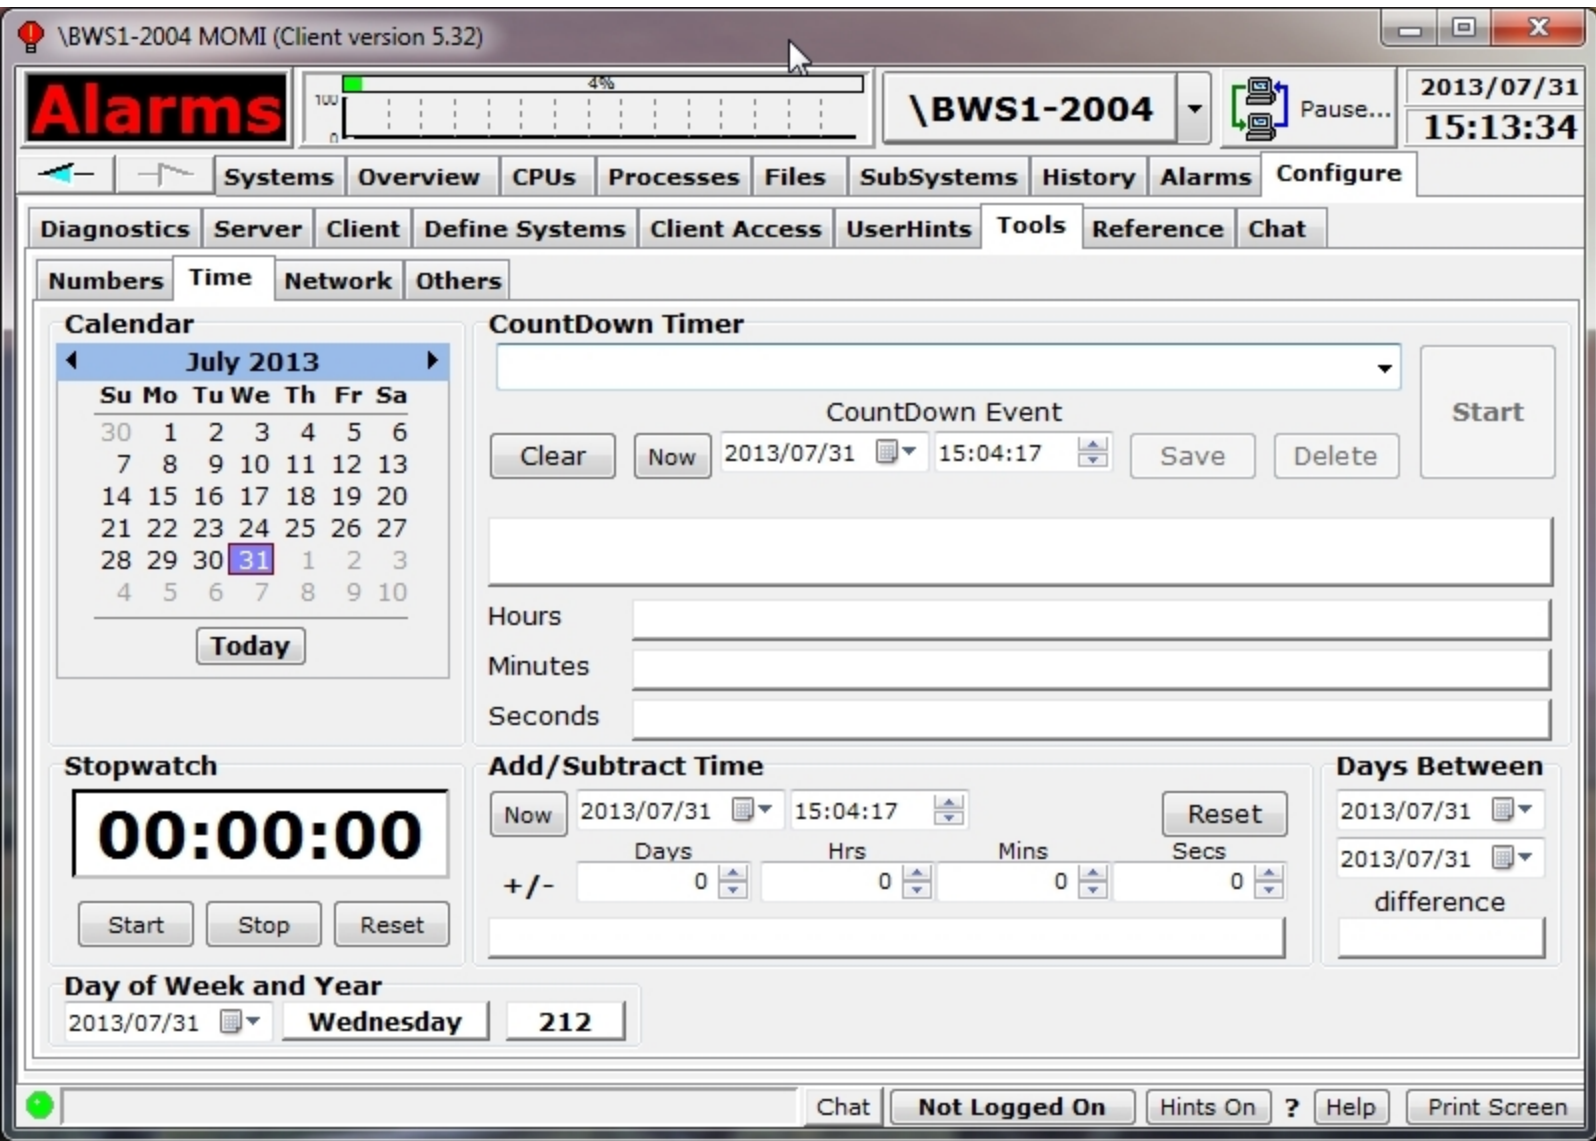 \BWS1-2004 MOMI (Client version 5.32)
Alarms
4%
100
0
\BWS1-2004
Pause...
2013/07/31
15:13:34
Systems Overview CPUs Processes Files SubSystems History Alarms Configure
Diagnostics Server Client Define Systems Client Access UserHints Tools Reference Chat
Numbers Time Network Others
Calendar
July 2013
Su Mo Tu We Th Fr Sa
30 1 2 3 4 5 6
7 8 9 10 11 12 13
14 15 16 17 18 19 20
21 22 23 24 25 26 27
28 29 30 31 1 2 3
4 5 6 7 8 9 10
Today
CountDown Timer
CountDown Event
Clear Now 2013/07/31 15:04:17 Save Delete
Start
Hours
Minutes
Seconds
Stopwatch
00:00:00
Start Stop Reset
Add/Subtract Time
Now 2013/07/31 15:04:17 Reset
Days Hrs Mins Secs
+/- 0 0 0 0
Days Between
2013/07/31
2013/07/31
difference
Day of Week and Year
2013/07/31 Wednesday 212
Chat Not Logged On Hints On ? Help Print Screen